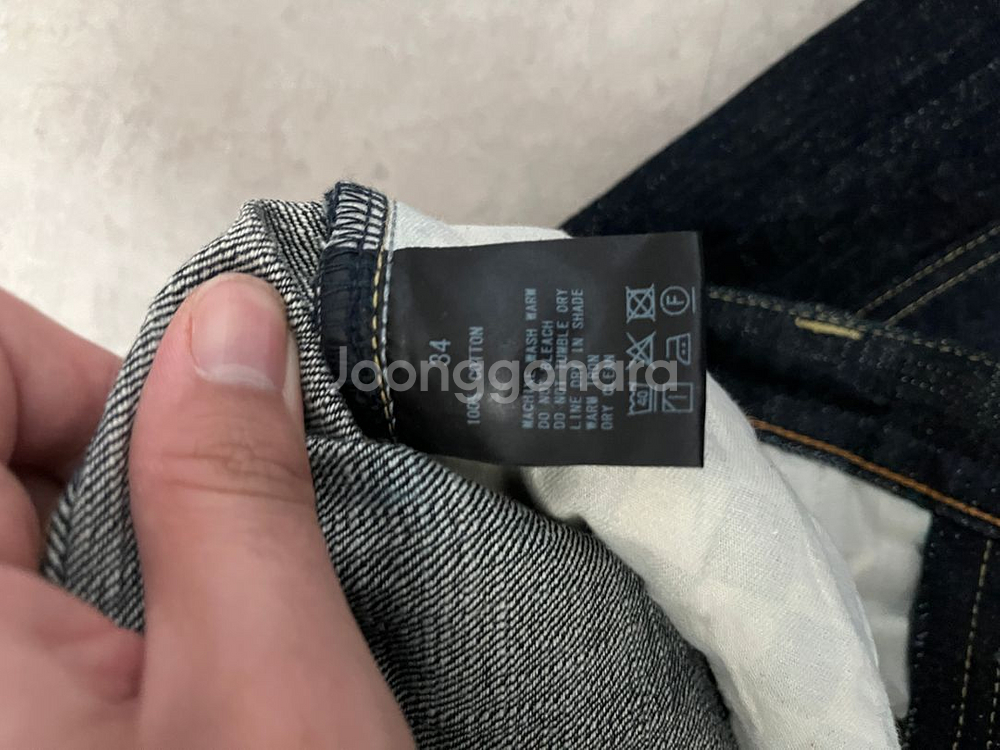 34
100% COTTON
MACHINE WASH WARM
DO NOT BLEACH
DO NOT TUMBLE DRY
LINE DRY IN SHADE
WARM IRON
DRY CLEAN
40
F
Joonggonara